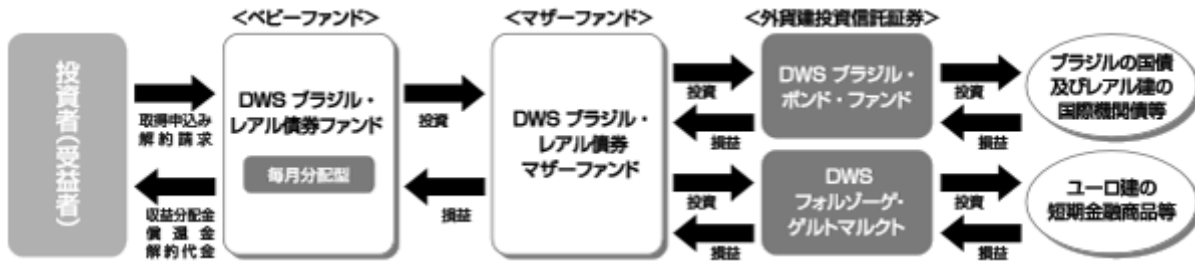 <ベビーファンド>
<マザーファンド>
<外貨建投資信託証券>
投資者(受益者)
取得申込み
解約請求
収益分配金
償還金
解約代金
DWS ブラジル・
レアル債券ファンド
毎月分配型
投資
損益
DWS ブラジル・
レアル債券
マザーファンド
投資
損益
投資
損益
DWS ブラジル・
ボンド・ファンド
DWS
フォルゾーゲ・
ゲルトマルクト
投資
損益
投資
損益
ブラジルの国債
及びレアル建の
国際機関債等
ユーロ建の
短期金融商品等